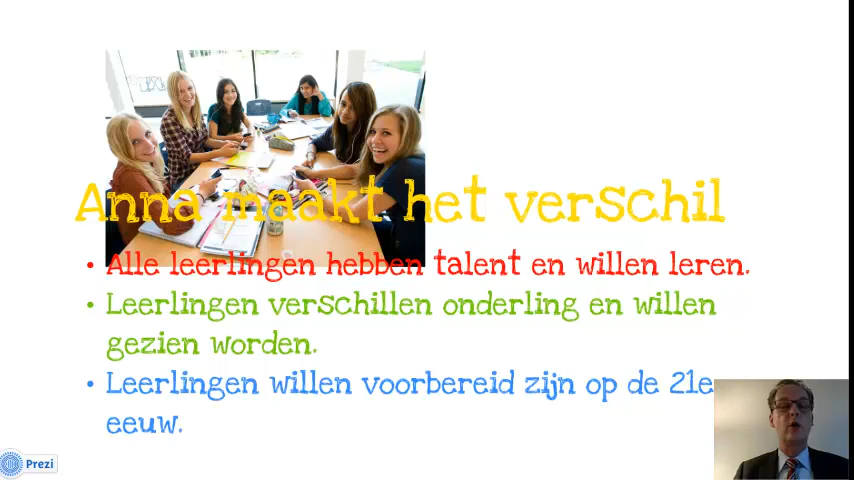 Anna maakt het verschil
• Alle leerlingen hebben talent en willen leren.
• Leerlingen verschillen onderling en willen
gezien worden.
• Leerlingen willen voorbereid zijn op de 21e
eeuw.
Prezi